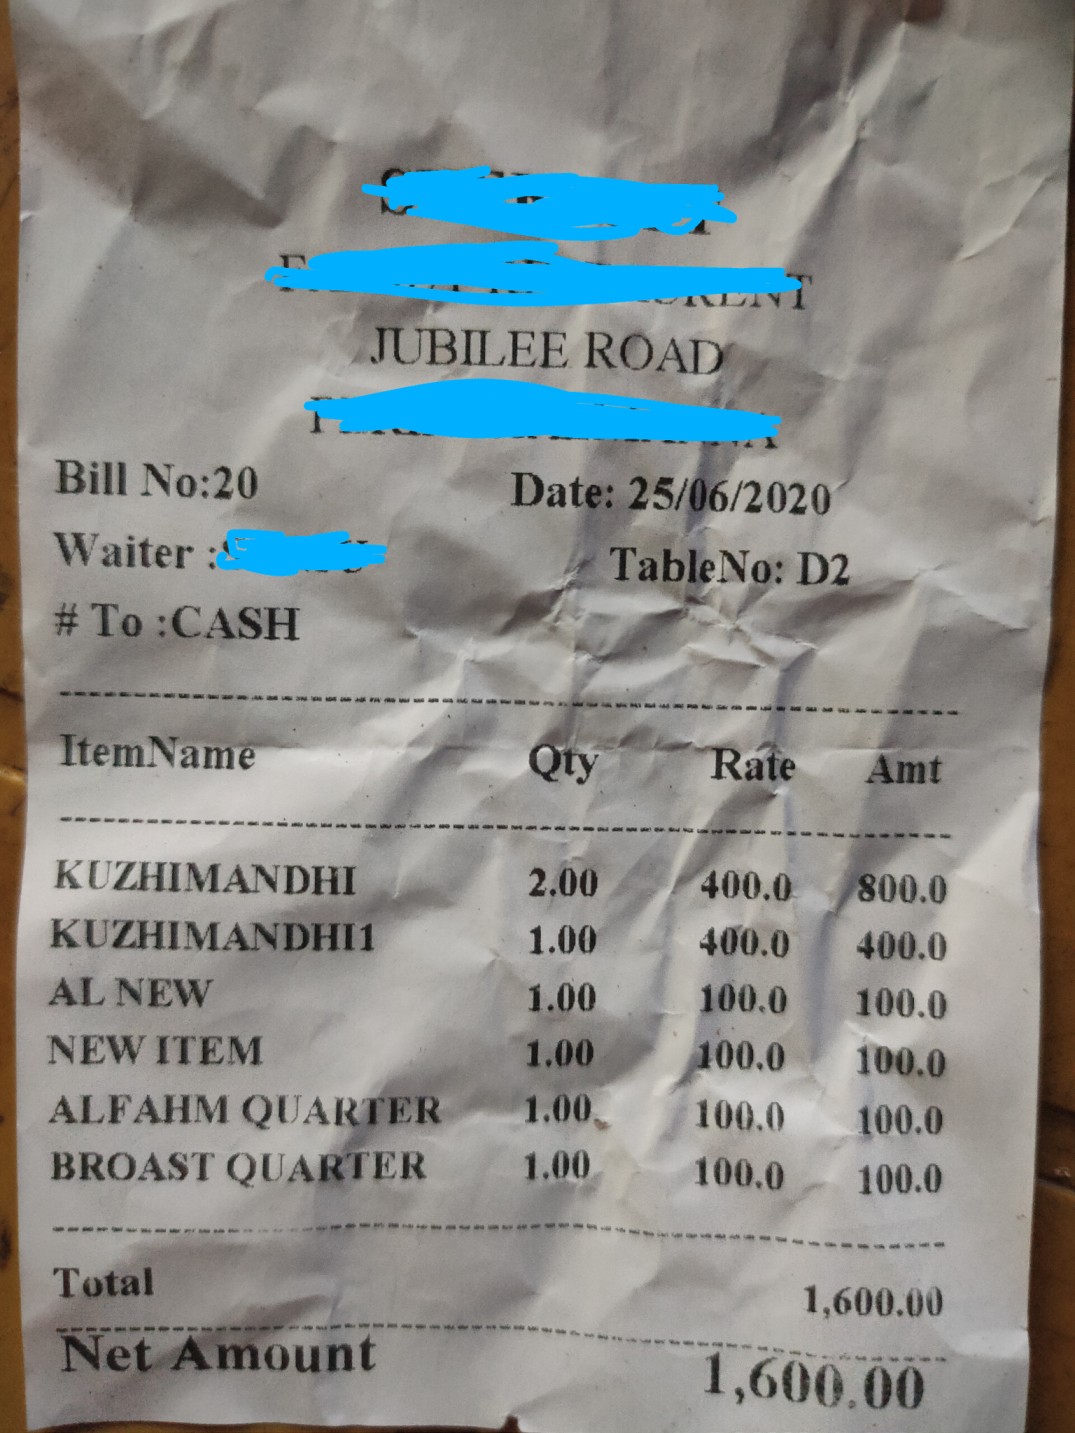 JUBILEE ROAD
Bill No:20 Date: 25/06/2020
Waiter : TableNo: D2
# To :CASH
ItemName Qty Rate Amt
KUZHIMANDHI 2.00 400.0 800.0
KUZHIMANDHI1 1.00 400.0 400.0
AL NEW 1.00 100.0 100.0
NEW ITEM 1.00 100.0 100.0
ALFAHM QUARTER 1.00 100.0 100.0
BROAST QUARTER 1.00 100.0 100.0
Total 1,600.00
Net Amount 1,600.00